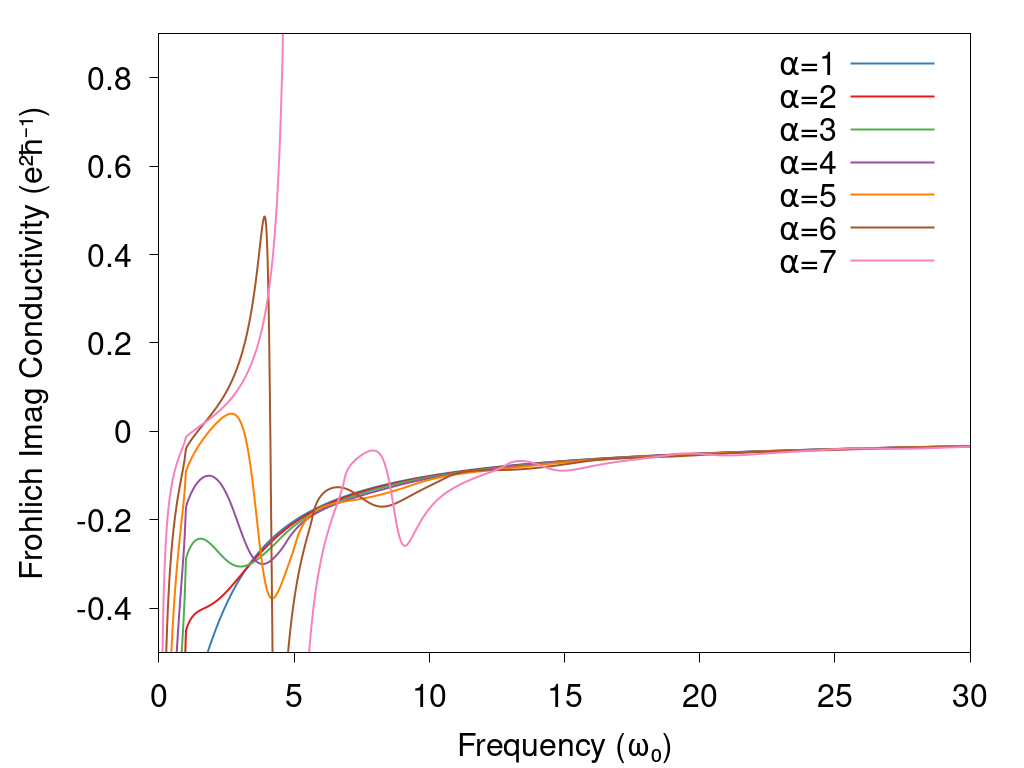 α=1
α=2
α=3
α=4
α=5
α=6
α=7
0.8
0.6
0.4
0.2
0
-0.2
-0.4
Frohlich Imag Conductivity (e²ħ⁻¹)
0 5 10 15 20 25 30
Frequency (ω₀)